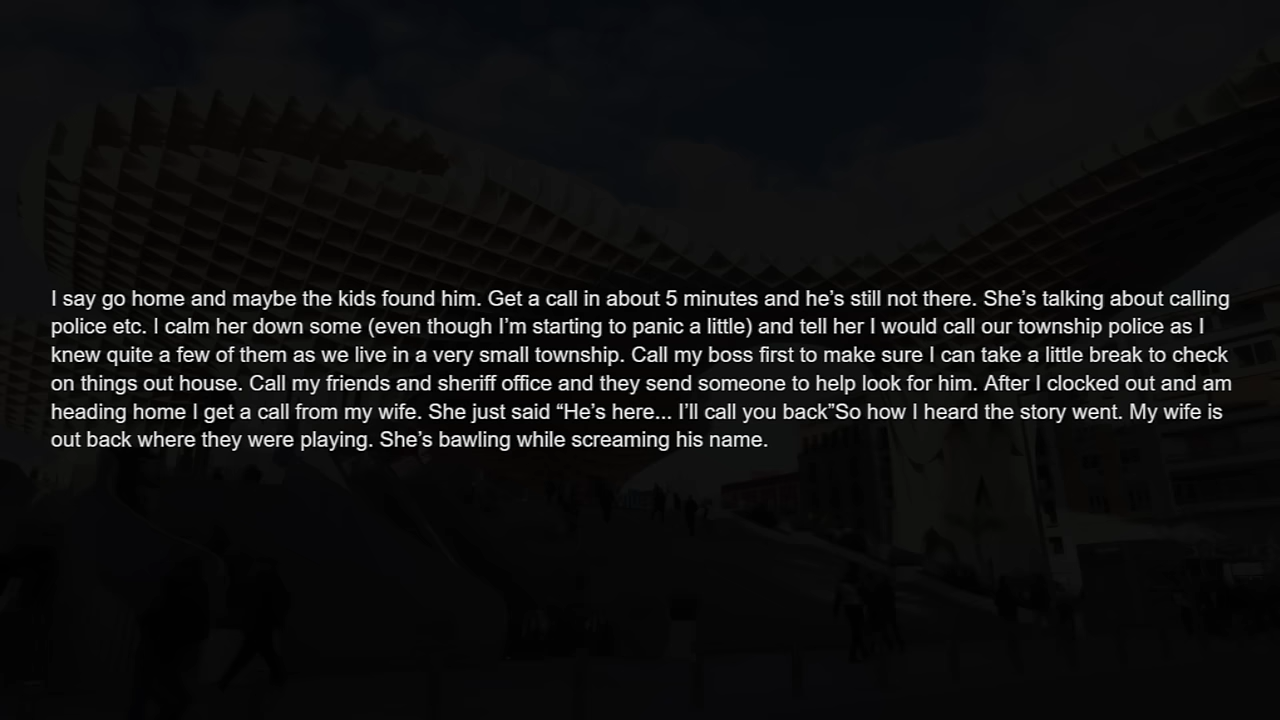 I say go home and maybe the kids found him. Get a call in about 5 minutes and he’s still not there. She’s talking about calling
police etc. I calm her down some (even though I’m starting to panic a little) and tell her I would call our township police as I
knew quite a few of them as we live in a very small township. Call my boss first to make sure I can take a little break to check
on things out house. Call my friends and sheriff office and they send someone to help look for him. After I clocked out and am
heading home I get a call from my wife. She just said “He’s here... I’ll call you back”So how I heard the story went. My wife is
out back where they were playing. She’s bawling while screaming his name.